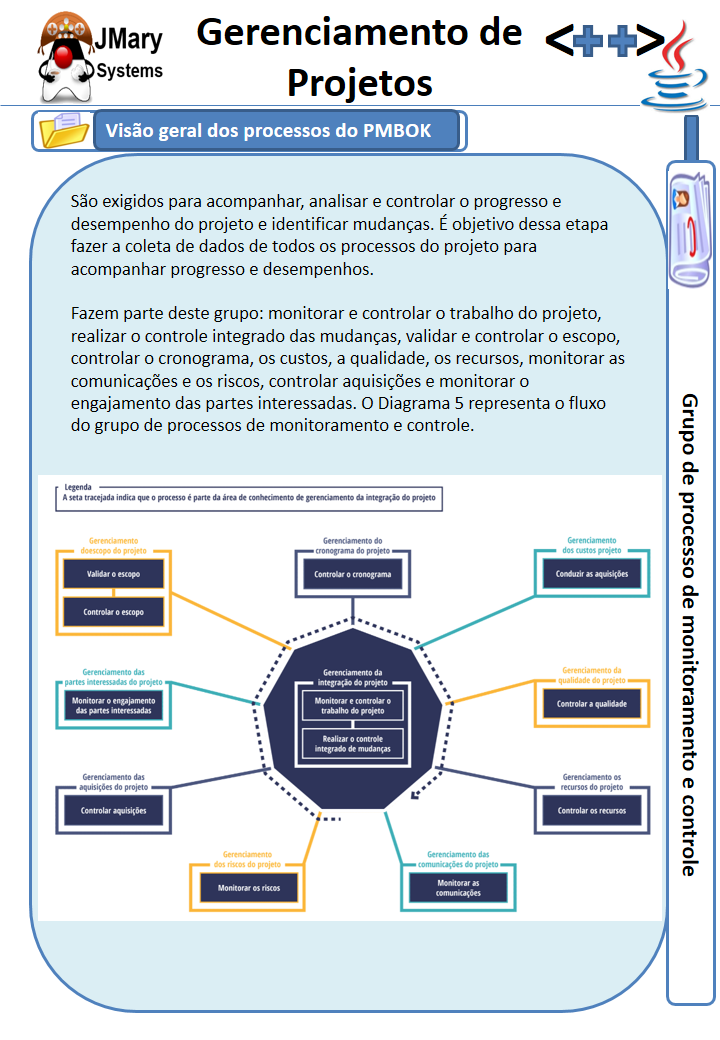 JMary
Systems
Gerenciamento de
Projetos
<++>
Visão geral dos processos do PMBOK
São exigidos para acompanhar, analisar e controlar o progresso e
desempenho do projeto e identificar mudanças. É objetivo dessa etapa
fazer a coleta de dados de todos os processos do projeto para
acompanhar progresso e desempenhos.
Fazem parte deste grupo: monitorar e controlar o trabalho do projeto,
realizar o controle integrado das mudanças, validar e controlar o escopo,
controlar o cronograma, os custos, a qualidade, os recursos, monitorar as
comunicações e os riscos, controlar aquisições e monitorar o
engajamento das partes interessadas. O Diagrama 5 representa o fluxo
do grupo de processos de monitoramento e controle.
Legenda
A seta tracejada indica que o processo é parte da área de conhecimento de gerenciamento da integração do projeto
Gerenciamento
doescopo do projeto
Validar o escopo
Controlar o escopo
Gerenciamento do
cronograma do projeto
Controlar o cronograma
Gerenciamento
dos custos projeto
Conduzir as aquisições
Gerenciamento das
partes interessadas do projeto
Monitorar o engajamento
das partes interessadas
Gerenciamento da
integração do projeto
Monitorar e controlar o
trabalho do projeto
Realizar o controle
integrado de mudanças
Gerenciamento da
qualidade do projeto
Controlar a qualidade
Gerenciamento das
aquisições do projeto
Controlar aquisições
Gerenciamento os
recursos do projeto
Controlar os recursos
Gerenciamento
dos riscos do projeto
Monitorar os riscos
Gerenciamento das
comunicações do projeto
Monitorar as
comunicações
Grupo de processo de monitoramento e controle